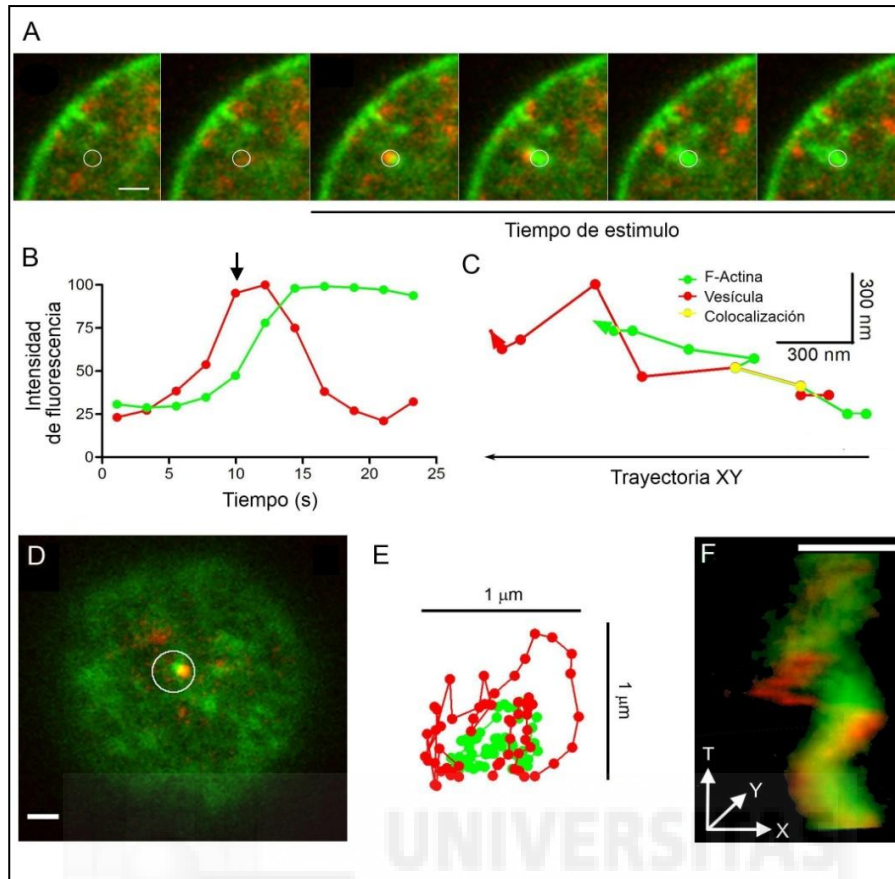 A
Tiempo de estimulo
B
100
75
50
25
0
Intensidad
de fluorescencia
0 5 10 15 20 25
Tiempo (s)
C
F-Actina
Vesícula
Colocalización
300 nm
300 nm
Trayectoria XY
D
E
1 μm
1 μm
F
T
Y
X
UNIVERSITAS